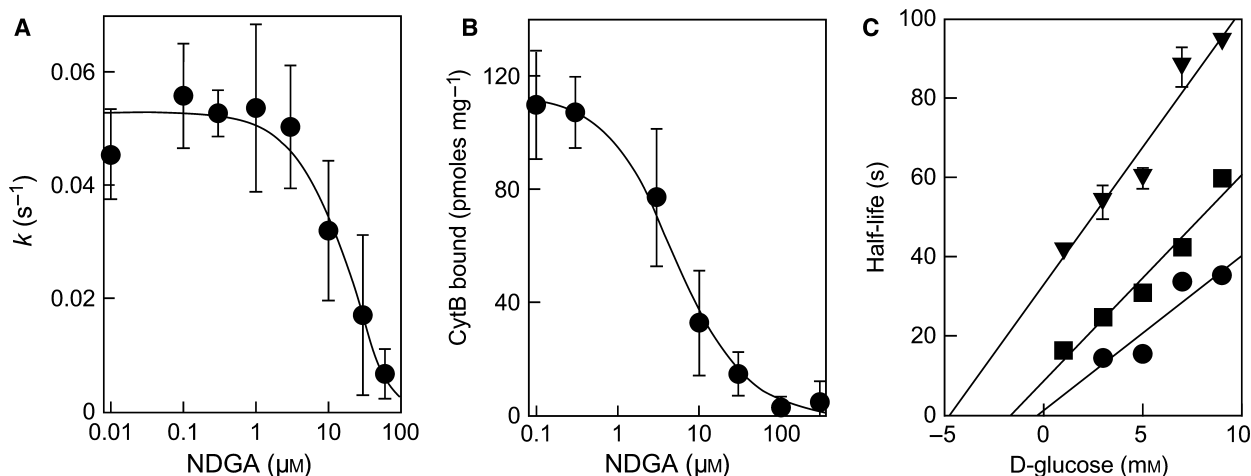 A
k (s⁻¹)
0.06
0.04
0.02
0
0.01 0.1 1 10 100
NDGA (µM)
B
CytB bound (pmoles mg⁻¹)
120
80
40
0
0.1 1 10 100
NDGA (µM)
C
Half-life (s)
100
80
60
40
20
0
–5 0 5 10
D-glucose (mM)